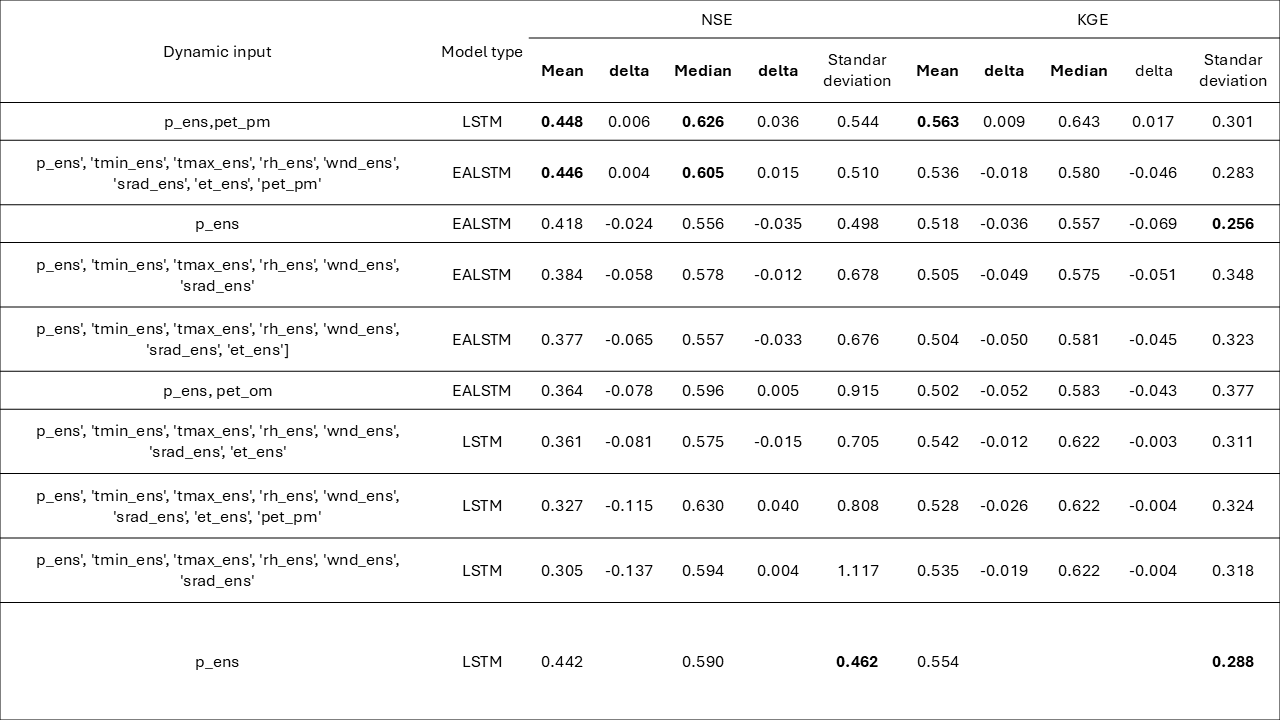 NSE KGE
Dynamic input Model type
Mean delta Median delta Standar deviation Mean delta Median delta Standar deviation
p_ens,pet_pm LSTM 0.448 0.006 0.626 0.036 0.544 0.563 0.009 0.643 0.017 0.301
p_ens', 'tmin_ens', 'tmax_ens', 'rh_ens', 'wnd_ens',
'srad_ens', 'et_ens', 'pet_pm' EALSTM 0.446 0.004 0.605 0.015 0.510 0.536 -0.018 0.580 -0.046 0.283
p_ens EALSTM 0.418 -0.024 0.556 -0.035 0.498 0.518 -0.036 0.557 -0.069 0.256
p_ens', 'tmin_ens', 'tmax_ens', 'rh_ens', 'wnd_ens',
'srad_ens' EALSTM 0.384 -0.058 0.578 -0.012 0.678 0.505 -0.049 0.575 -0.051 0.348
p_ens', 'tmin_ens', 'tmax_ens', 'rh_ens', 'wnd_ens',
'srad_ens', 'et_ens'] EALSTM 0.377 -0.065 0.557 -0.033 0.676 0.504 -0.050 0.581 -0.045 0.323
p_ens, pet_om EALSTM 0.364 -0.078 0.596 0.005 0.915 0.502 -0.052 0.583 -0.043 0.377
p_ens', 'tmin_ens', 'tmax_ens', 'rh_ens', 'wnd_ens',
'srad_ens', 'et_ens' LSTM 0.361 -0.081 0.575 -0.015 0.705 0.542 -0.012 0.622 -0.003 0.311
p_ens', 'tmin_ens', 'tmax_ens', 'rh_ens', 'wnd_ens',
'srad_ens', 'et_ens', 'pet_pm' LSTM 0.327 -0.115 0.630 0.040 0.808 0.528 -0.026 0.622 -0.004 0.324
p_ens', 'tmin_ens', 'tmax_ens', 'rh_ens', 'wnd_ens',
'srad_ens' LSTM 0.305 -0.137 0.594 0.004 1.117 0.535 -0.019 0.622 -0.004 0.318
p_ens LSTM 0.442 0.590 0.462 0.554 0.288